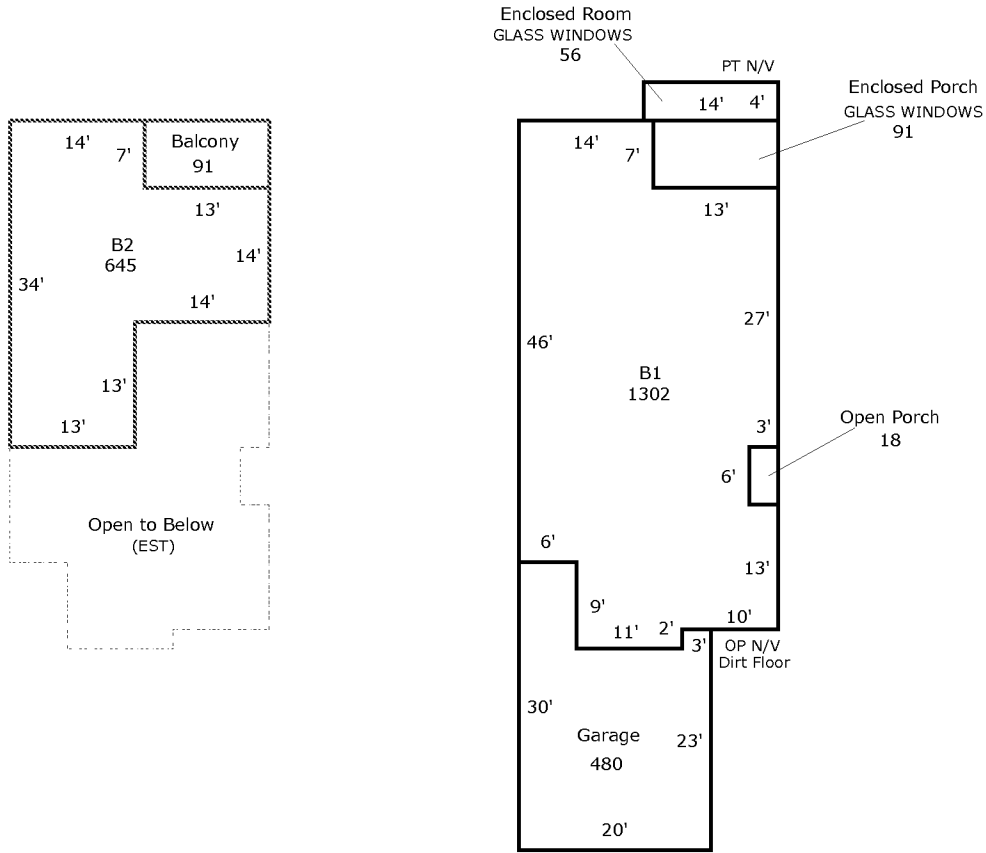 Enclosed Room
GLASS WINDOWS
56
PT N/V
14'
4'
Enclosed Porch
GLASS WINDOWS
91
14'
7'
Balcony
91
13'
B2
645
14'
34'
14'
13'
13'
Open to Below
(EST)
14'
7'
13'
27'
46'
B1
1302
3'
Open Porch
18
6'
6'
13'
9'
11'
2'
10'
3'
OP N/V
Dirt Floor
30'
Garage
480
23'
20'